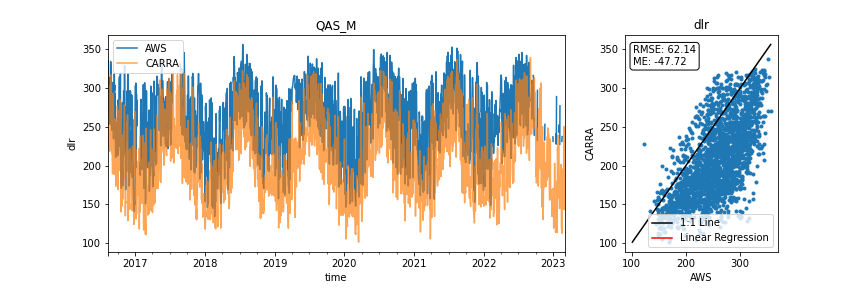 QAS_M
AWS
CARRA
350
300
250
200
150
100
dlr
2017
2018
2019
2020
2021
2022
2023
time
dlr
RMSE: 62.14
ME: -47.72
350
300
250
200
150
100
CARRA
1:1 Line
Linear Regression
100
200
300
AWS